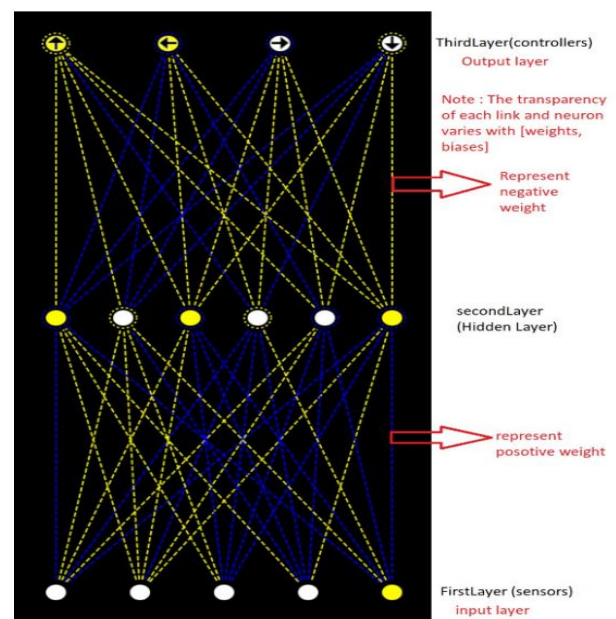 ThirdLayer(controllers)
Output layer
Note : The transparency
of each link and neuron
varies with [weights,
biases]
Represent
negative
weight
secondLayer
(Hidden Layer)
represent
posotive weight
FirstLayer (sensors)
input layer